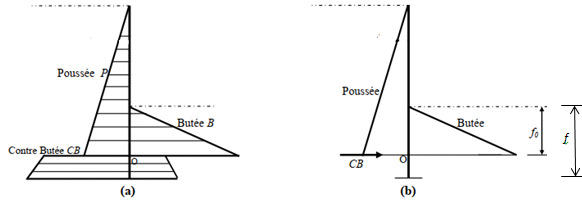 Poussée P
Butée B
Contre Butée CB
O
(a)
Poussée
Butée
f₀
f
O
CB
(b)